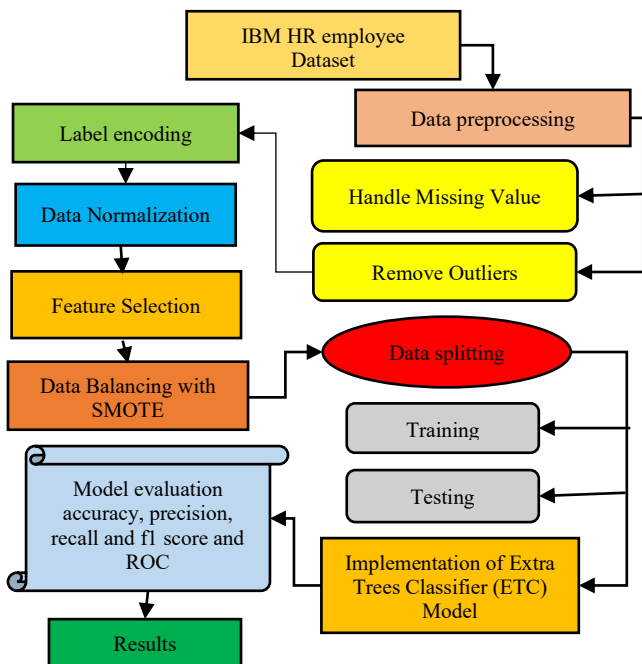 IBM HR employee
Dataset
Data preprocessing
Label encoding
Handle Missing Value
Data Normalization
Remove Outliers
Feature Selection
Data splitting
Data Balancing with
SMOTE
Training
Testing
Model evaluation
accuracy, precision,
recall and f1 score and
ROC
Implementation of Extra
Trees Classifier (ETC)
Model
Results